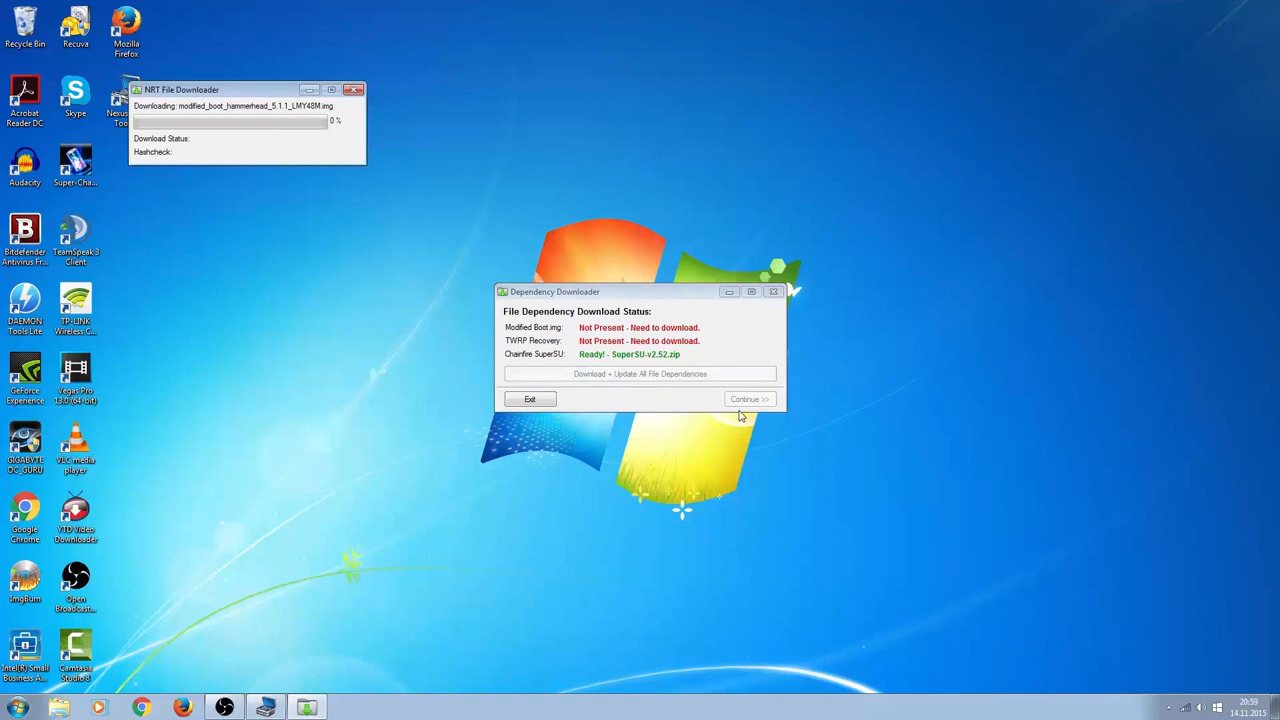 Recycle Bin
Recuva
Mozilla
Firefox
Acrobat
Reader DC
Skype
Nexus
Too
Audacity
Super-Cha...
Bitdefender
Antivirus Fr...
TeamSpeak 3
Client
DAEMON
Tools Lite
TP-LINK
Wireless C...
GeForce
Experience
Vegas Pro
13.0 (64-bit)
GIGABYTE
OC_GURU
VLC media
player
Google
Chrome
YTD Video
Downloader
ImgBurn
Open
Broadcast...
Intel(R) Small
Business A...
Camtasia
Studio 8
NRT File Downloader
Downloading: modified_boot_hammerhead_5.1.1_LMY48M.img
0 %
Download Status:
Hashcheck:
Dependency Downloader
File Dependency Download Status:
Modified Boot.img: Not Present - Need to download.
TWRP Recovery: Not Present - Need to download.
Chainfire SuperSU: Ready! - SuperSU-v2.52.zip
Download + Update All File Dependencies
Exit
Continue >>
20:59
14.11.2015